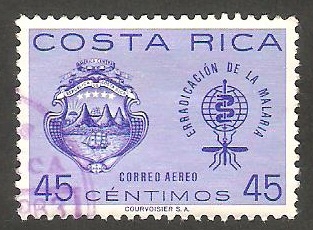 COSTA RICA
ERRADICACIÓN DE LA MALARIA
CORREO AEREO
45 CÉNTIMOS 45
COURVOISIER S.A.